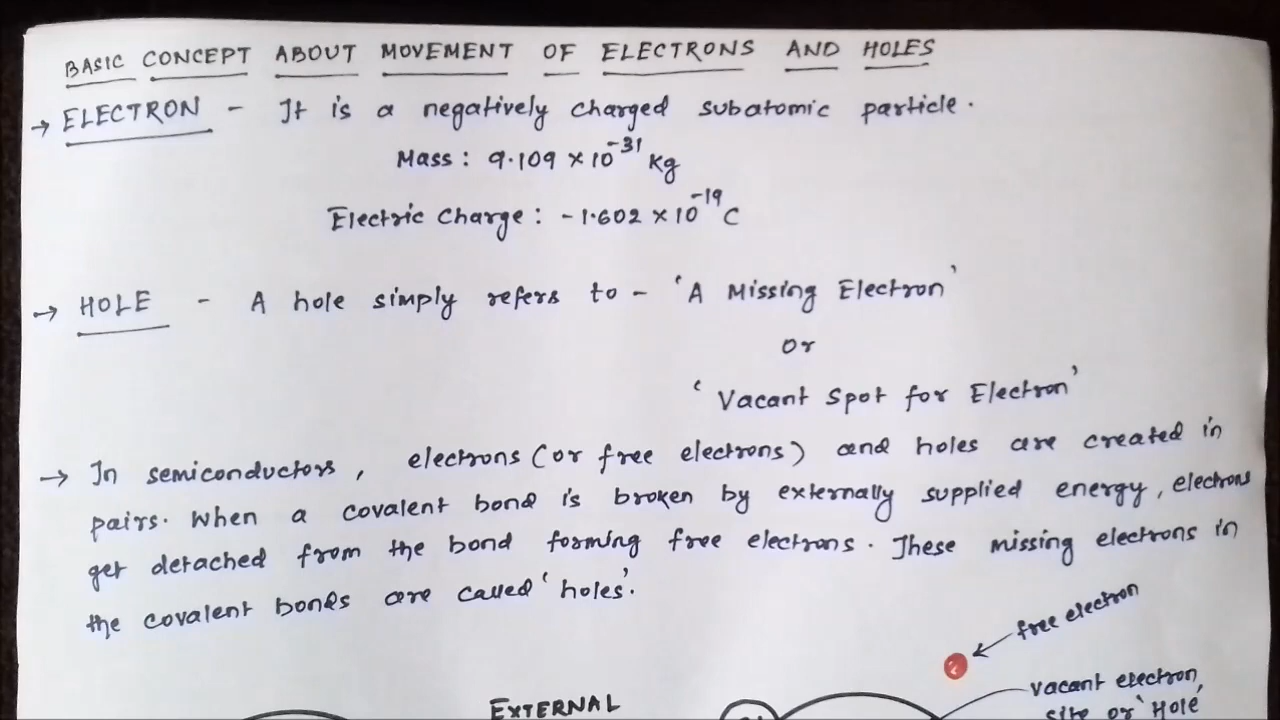 BASIC CONCEPT ABOUT MOVEMENT OF ELECTRONS AND HOLES
→ ELECTRON - It is a negatively charged subatomic particle.
Mass: 9.109 × 10⁻³¹ Kg
Electric Charge: -1.602 × 10⁻¹⁹ C
→ HOLE - A hole simply refers to - 'A Missing Electron'
Or
'Vacant Spot for Electron'
→ In semiconductors, electrons (or free electrons) and holes are created in
pairs. When a covalent bond is broken by externally supplied energy, electrons
get detached from the bond forming free electrons. These missing electrons in
the covalent bonds are called 'holes'.
free electron
vacant electron
site or 'Hole'
EXTERNAL